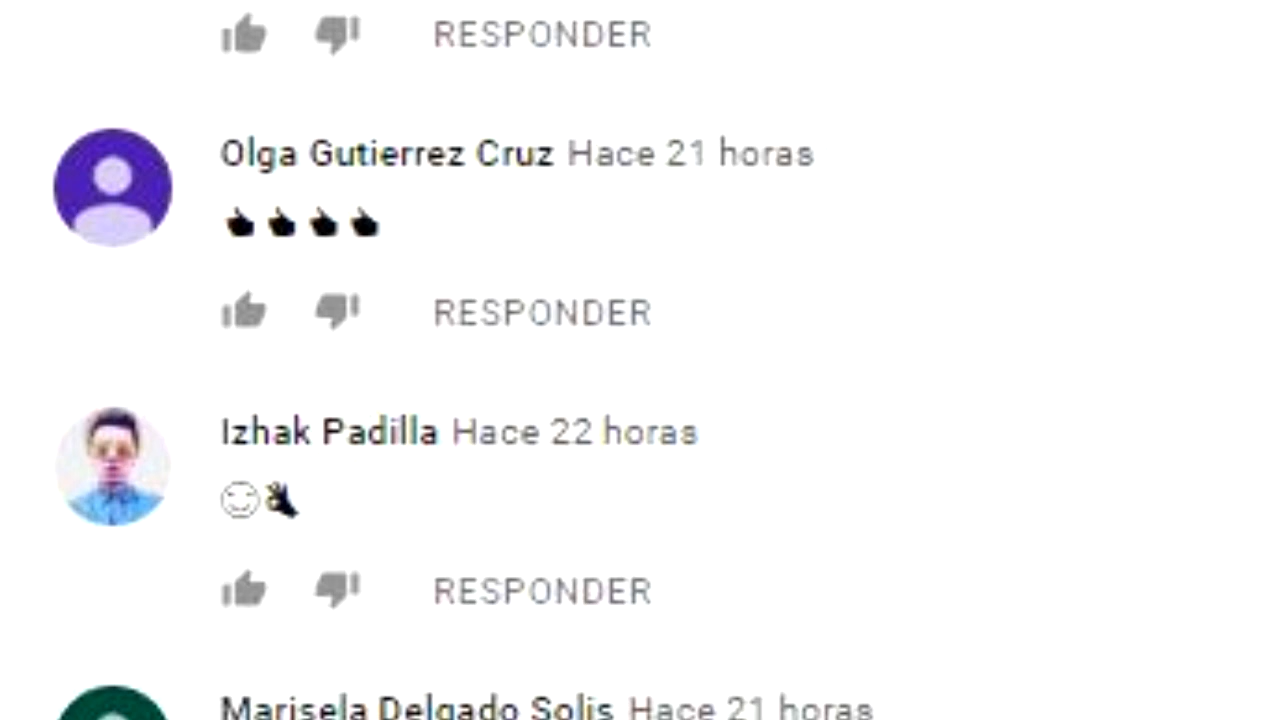 RESPONDER
Olga Gutierrez Cruz Hace 21 horas
👍👍👍👍
RESPONDER
Izhak Padilla Hace 22 horas
☺👌
RESPONDER
Marisela Delgado Solis Hace 21 horas